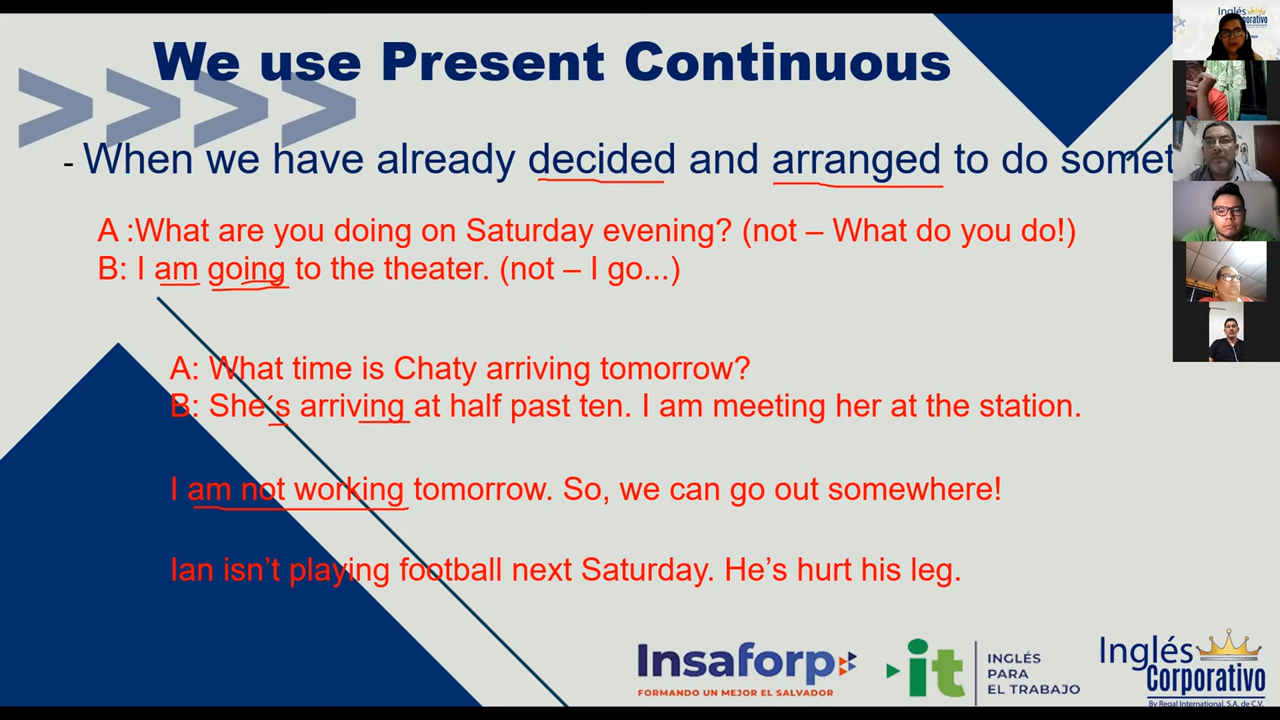 We use Present Continuous
- When we have already decided and arranged to do somet
A :What are you doing on Saturday evening? (not – What do you do!)
B: I am going to the theater. (not – I go...)
A: What time is Chaty arriving tomorrow?
B: She´s arriving at half past ten. I am meeting her at the station.
I am not working tomorrow. So, we can go out somewhere!
Ian isn’t playing football next Saturday. He’s hurt his leg.
Insaforp
FORMANDO UN MEJOR EL SALVADOR
it
INGLÉS
PARA
EL TRABAJO
Inglés
Corporativo
By Regal International, S.A. de C.V.
Inglés
orporativo